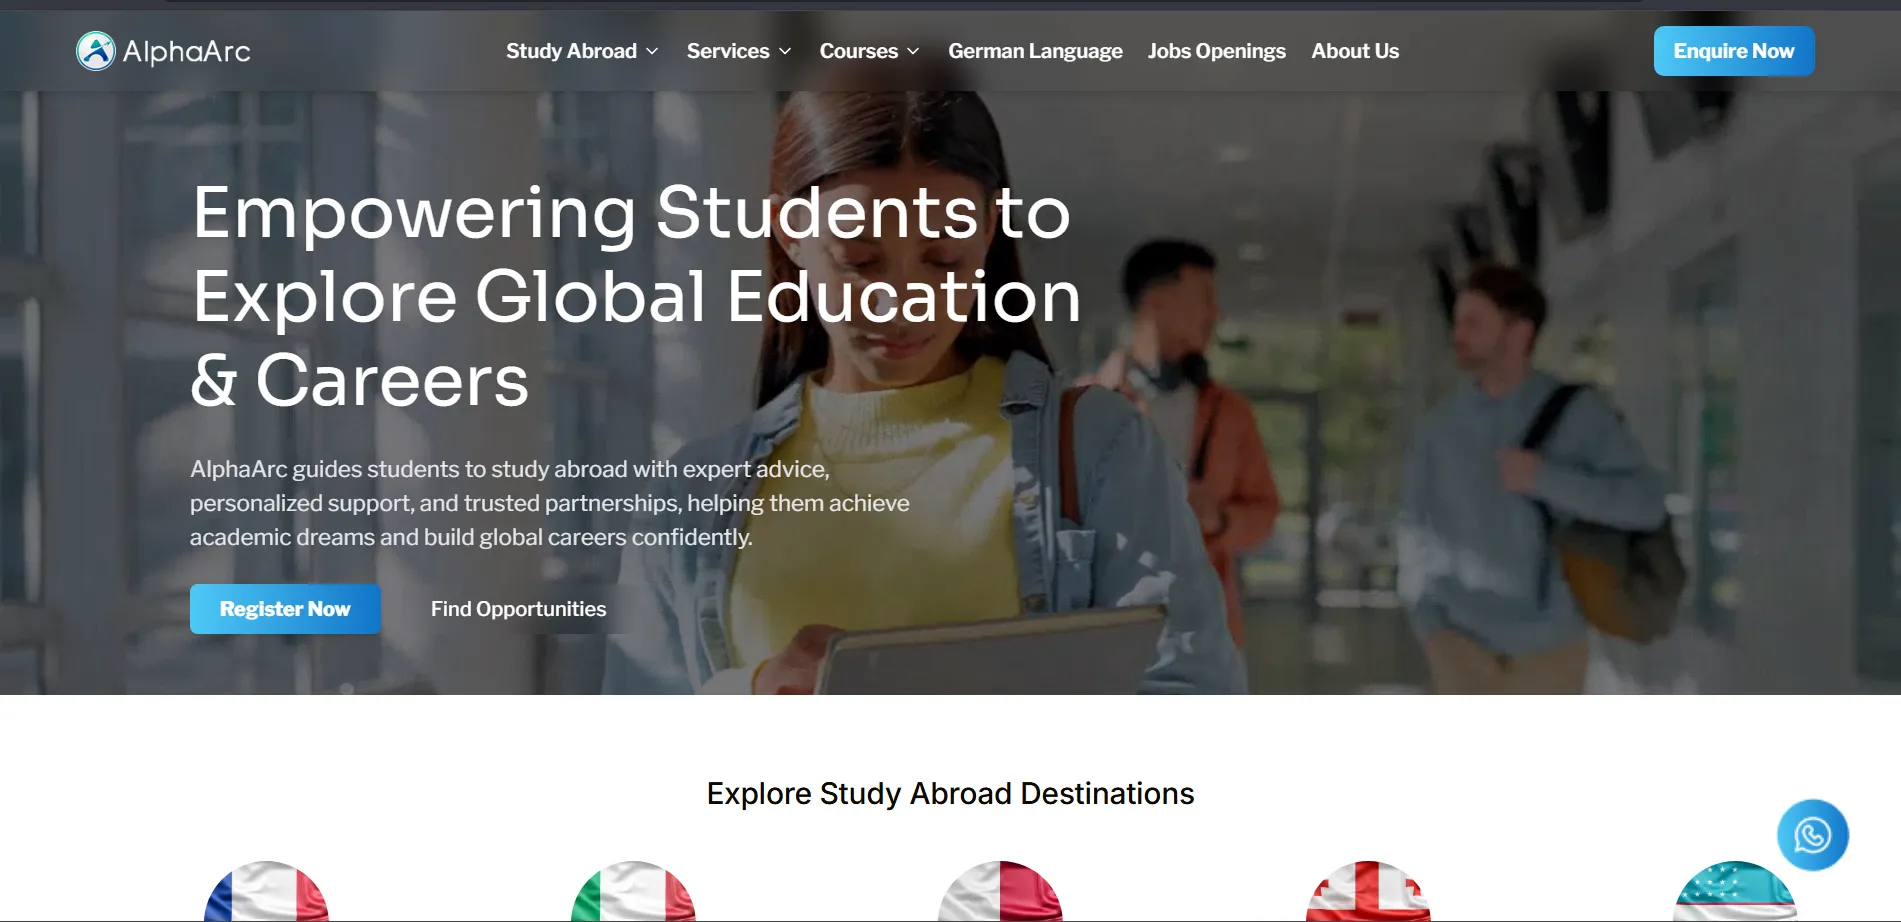 AlphaArc
Study Abroad
Services
Courses
German Language
Jobs Openings
About Us
Enquire Now
Empowering Students to
Explore Global Education
& Careers
AlphaArc guides students to study abroad with expert advice,
personalized support, and trusted partnerships, helping them achieve
academic dreams and build global careers confidently.
Register Now
Find Opportunities
Explore Study Abroad Destinations